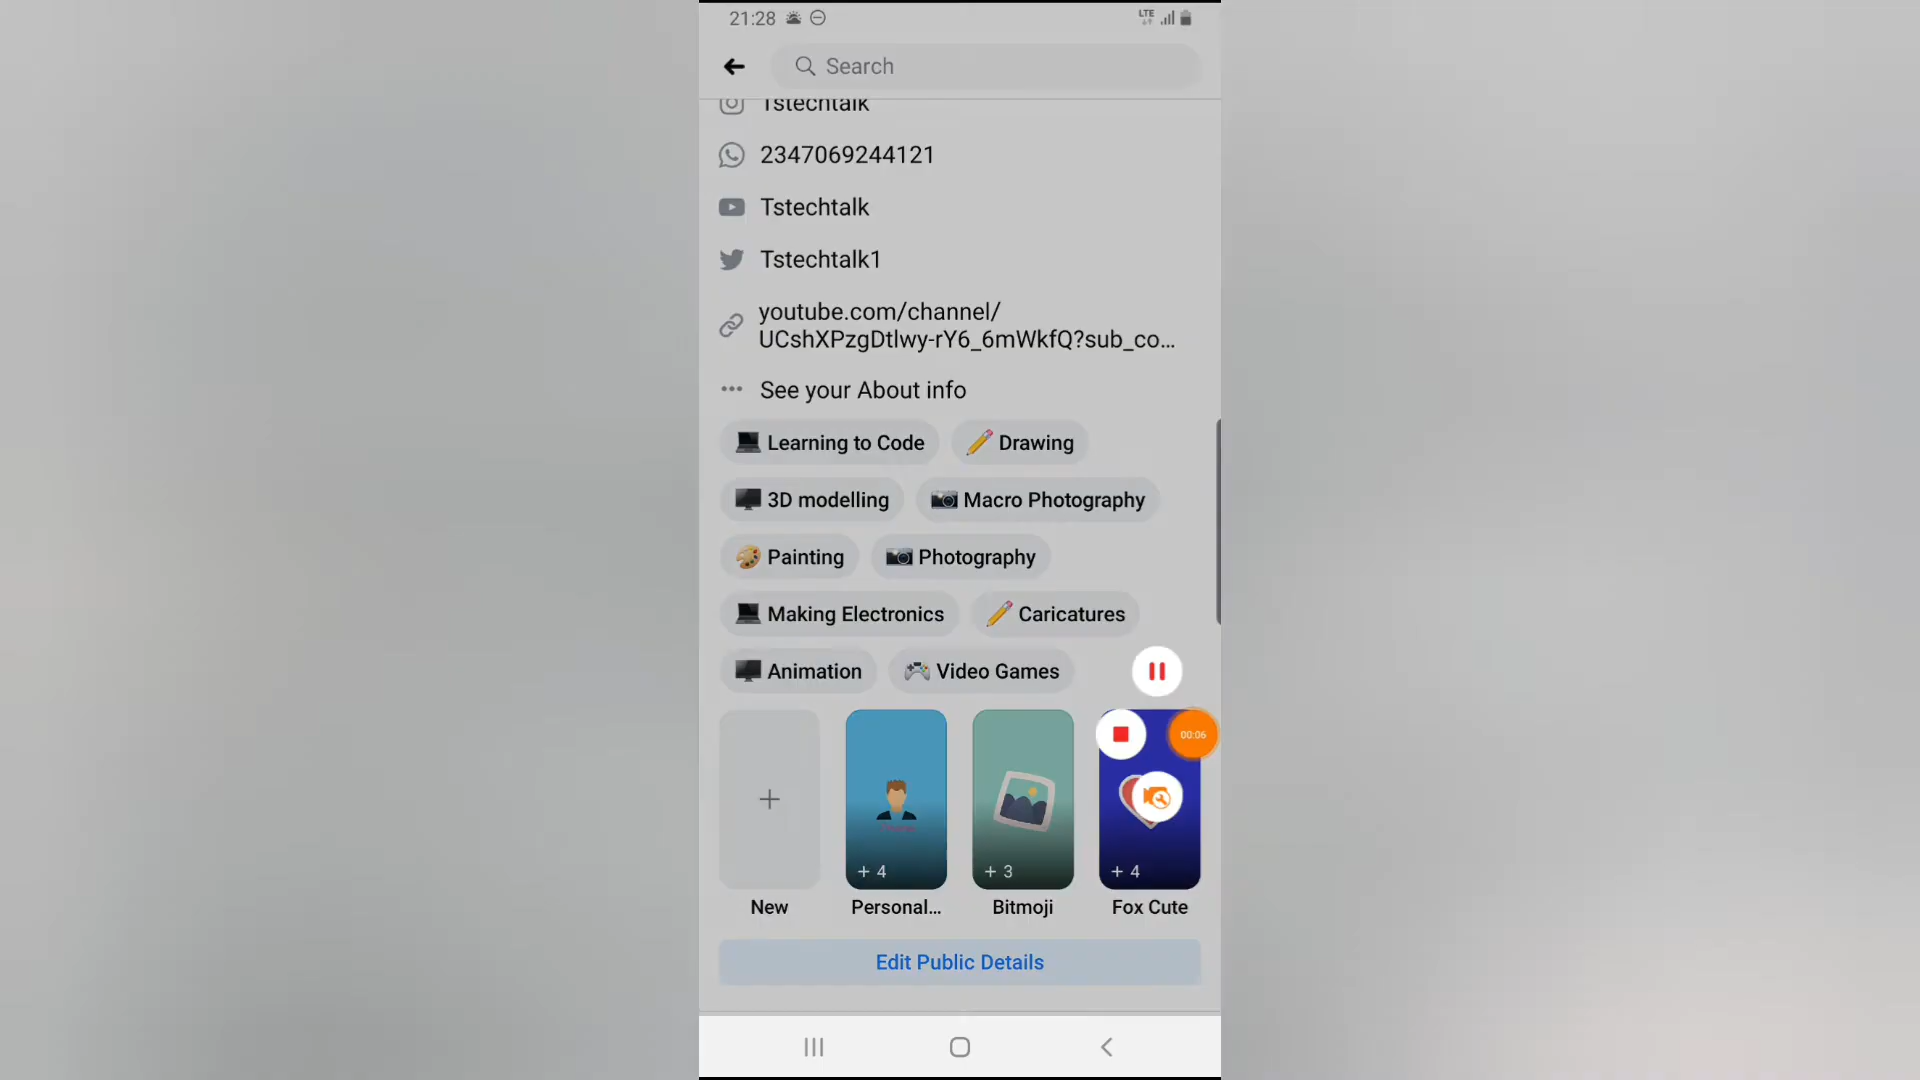 21:28
LTE
Search
Tstechtalk
2347069244121
Tstechtalk
Tstechtalk1
youtube.com/channel/
UCshXPzgDtlwy-rY6_6mWkfQ?sub_co...
See your About info
Learning to Code
Drawing
3D modelling
Macro Photography
Painting
Photography
Making Electronics
Caricatures
Animation
Video Games
00:06
+ 4
+ 3
+ 4
New
Personal...
Bitmoji
Fox Cute
Edit Public Details